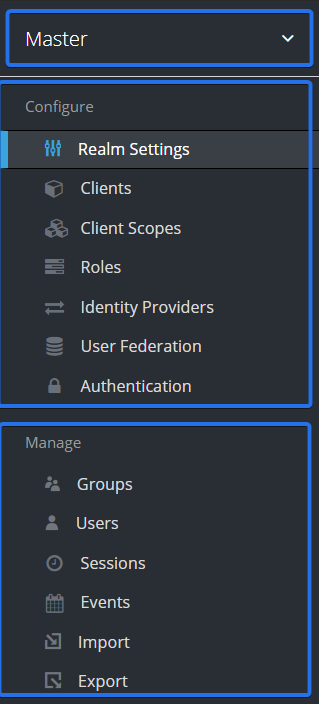 Master
Configure
Realm Settings
Clients
Client Scopes
Roles
Identity Providers
User Federation
Authentication
Manage
Groups
Users
Sessions
Events
Import
Export